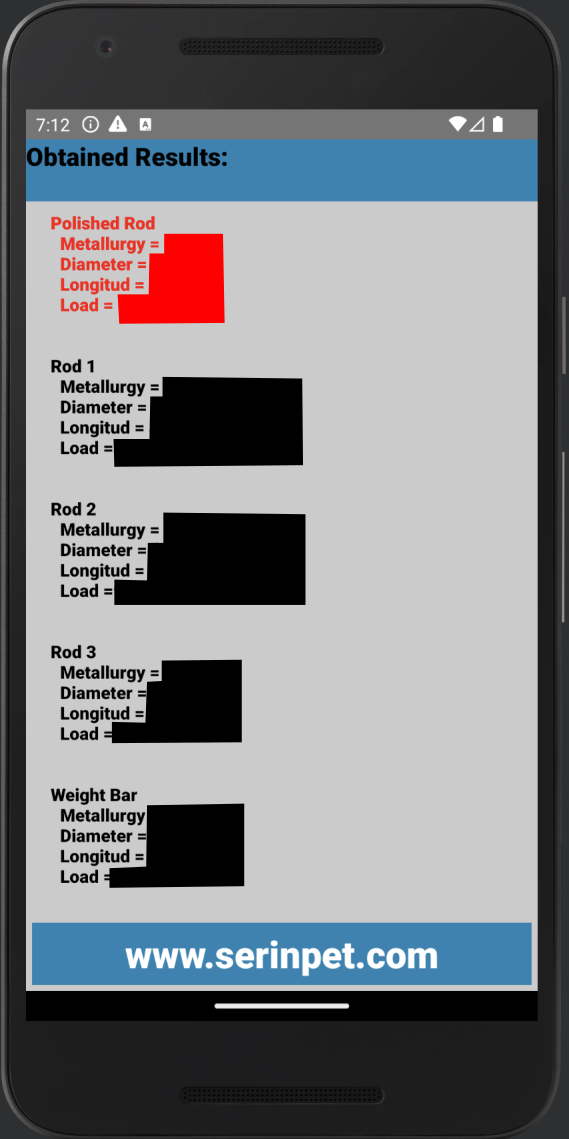 7:12
Obtained Results:
Polished Rod
Metallurgy =
Diameter =
Longitud =
Load =
Rod 1
Metallurgy =
Diameter =
Longitud =
Load =
Rod 2
Metallurgy =
Diameter =
Longitud =
Load =
Rod 3
Metallurgy =
Diameter =
Longitud =
Load =
Weight Bar
Metallurgy
Diameter =
Longitud =
Load =
www.serinpet.com